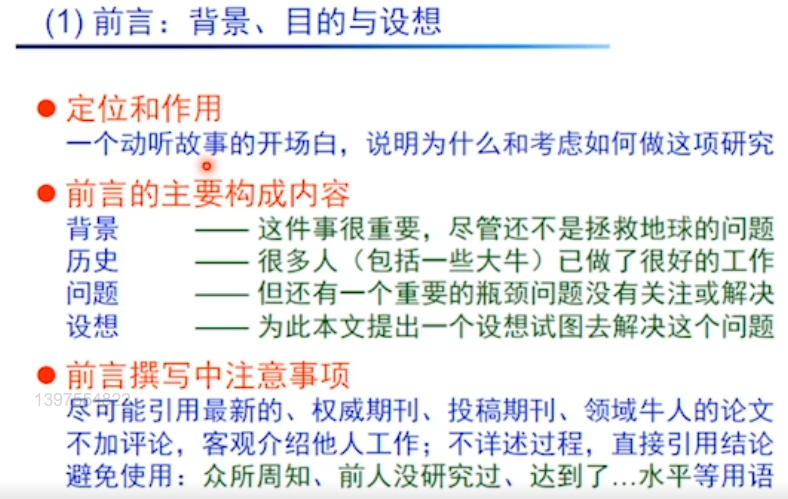 (1) 前言：背景、目的与设想
● 定位和作用
一个动听故事的开场白，说明为什么和考虑如何做这项研究
● 前言的主要构成内容
背景 —— 这件事很重要，尽管还不是拯救地球的问题
历史 —— 很多人（包括一些大牛）已做了很好的工作
问题 —— 但还有一个重要的瓶颈问题没有关注或解决
设想 —— 为此本文提出一个设想试图去解决这个问题
● 前言撰写中注意事项
尽可能引用最新的、权威期刊、投稿期刊、领域牛人的论文
不加评论，客观介绍他人工作；不详述过程，直接引用结论
避免使用：众所周知、前人没研究过、达到了…水平等用语